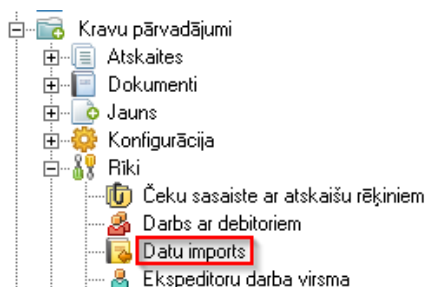 Kravu pārvadājumi
Atskaites
Dokumenti
Jauns
Konfigurācija
Rīki
Čeku sasaiste ar atskaišu rēķiniem
Darbs ar debitoriem
Datu imports
Ekspeditoru darba virsma